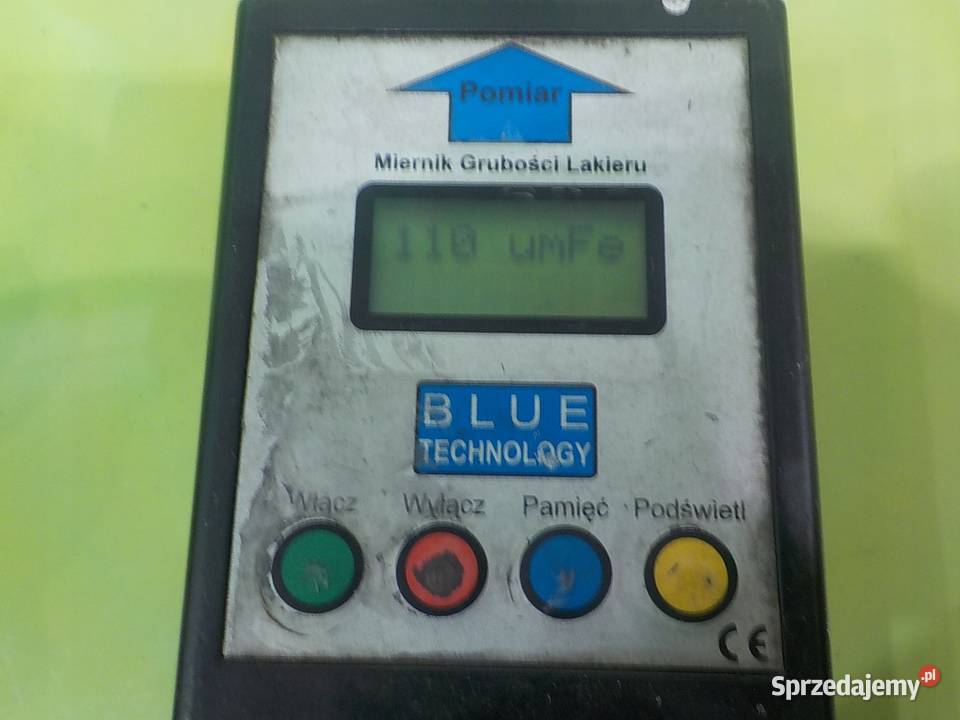 Pomiar
Miernik Grubości Lakieru
110 umFe
BLUE
TECHNOLOGY
Włącz Wyłącz Pamięć Podświetl
CE
Sprzedajemy.pl